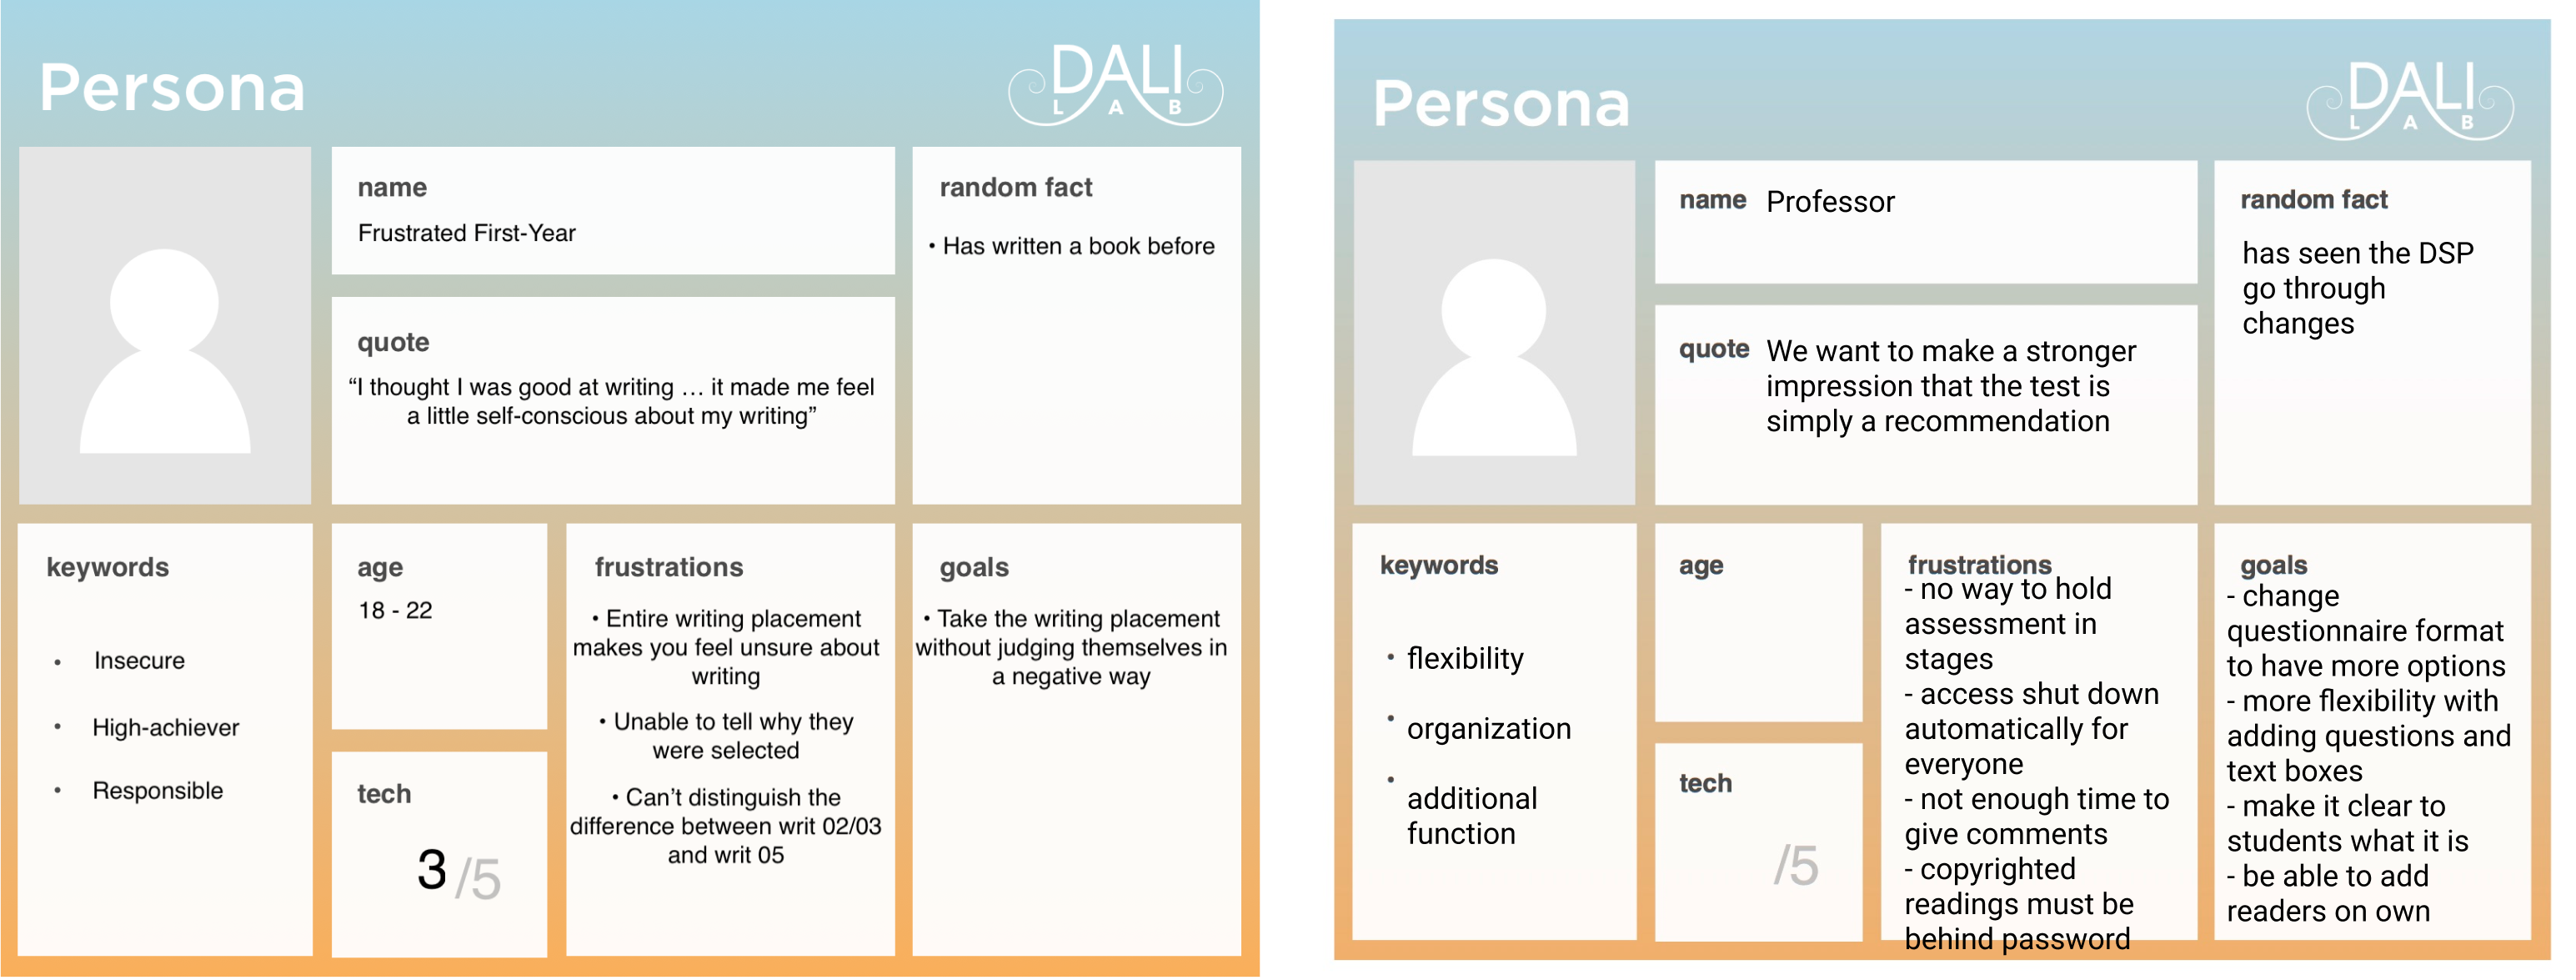 Persona
DALI
LAB
name
Frustrated First-Year
random fact
• Has written a book before
quote
“I thought I was good at writing … it made me feel
a little self-conscious about my writing”
keywords
• Insecure
• High-achiever
• Responsible
age
18 - 22
tech
3 /5
frustrations
• Entire writing placement
makes you feel unsure about
writing
• Unable to tell why they
were selected
• Can’t distinguish the
difference between writ 02/03
and writ 05
goals
• Take the writing placement
without judging themselves in
a negative way
Persona
DALI
LAB
name Professor
random fact
has seen the DSP
go through
changes
quote We want to make a stronger
impression that the test is
simply a recommendation
keywords
• flexibility
• organization
• additional
function
age
tech
/5
frustrations
- no way to hold
assessment in
stages
- access shut down
automatically for
everyone
- not enough time to
give comments
- copyrighted
readings must be
behind password
goals
- change
questionnaire format
to have more options
- more flexibility with
adding questions and
text boxes
- make it clear to
students what it is
- be able to add
readers on own